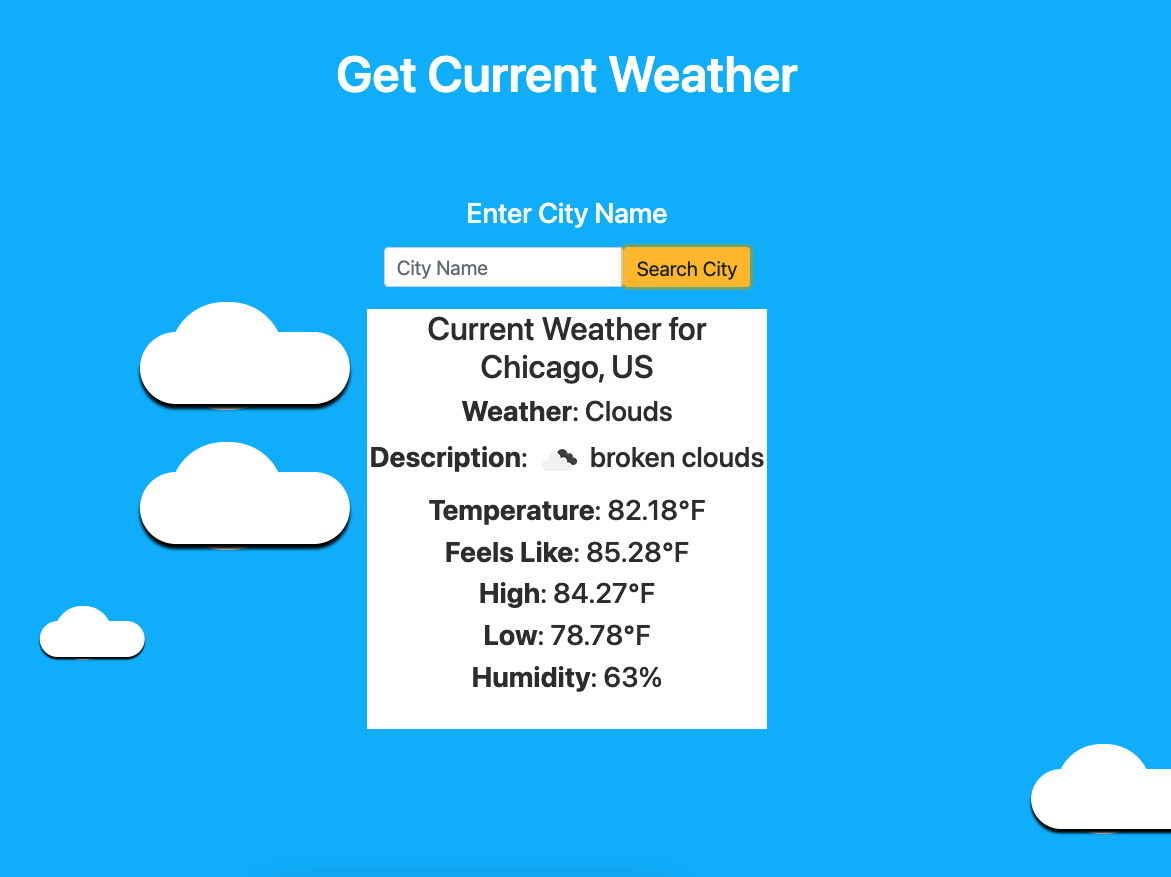 Get Current Weather
Enter City Name
City Name Search City
Current Weather for
Chicago, US
Weather: Clouds
Description: broken clouds
Temperature: 82.18°F
Feels Like: 85.28°F
High: 84.27°F
Low: 78.78°F
Humidity: 63%